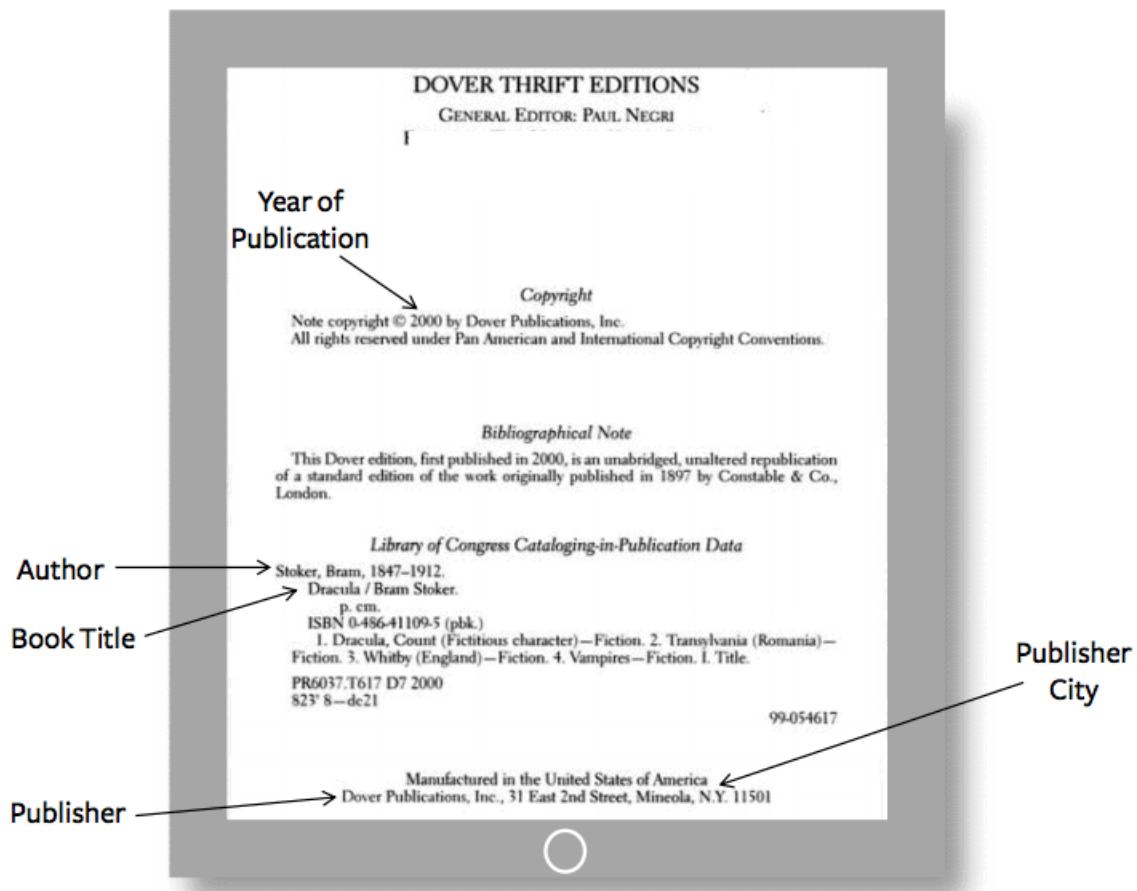 DOVER THRIFT EDITIONS
GENERAL EDITOR: PAUL NEGRI
Year of
Publication
Copyright
Note copyright © 2000 by Dover Publications, Inc.
All rights reserved under Pan American and International Copyright Conventions.
Bibliographical Note
This Dover edition, first published in 2000, is an unabridged, unaltered republication
of a standard edition of the work originally published in 1897 by Constable & Co.,
London.
Library of Congress Cataloging-in-Publication Data
Author
Stoker, Bram, 1847–1912.
Book Title
Dracula / Bram Stoker.
p. cm.
ISBN 0-486-41109-5 (pbk.)
1. Dracula, Count (Fictitious character)—Fiction. 2. Transylvania (Romania)—
Fiction. 3. Whitby (England)—Fiction. 4. Vampires—Fiction. I. Title.
PR6037.T617 D7 2000
823' 8—dc21
99-054617
Publisher
City
Manufactured in the United States of America
Publisher
Dover Publications, Inc., 31 East 2nd Street, Mineola, N.Y. 11501